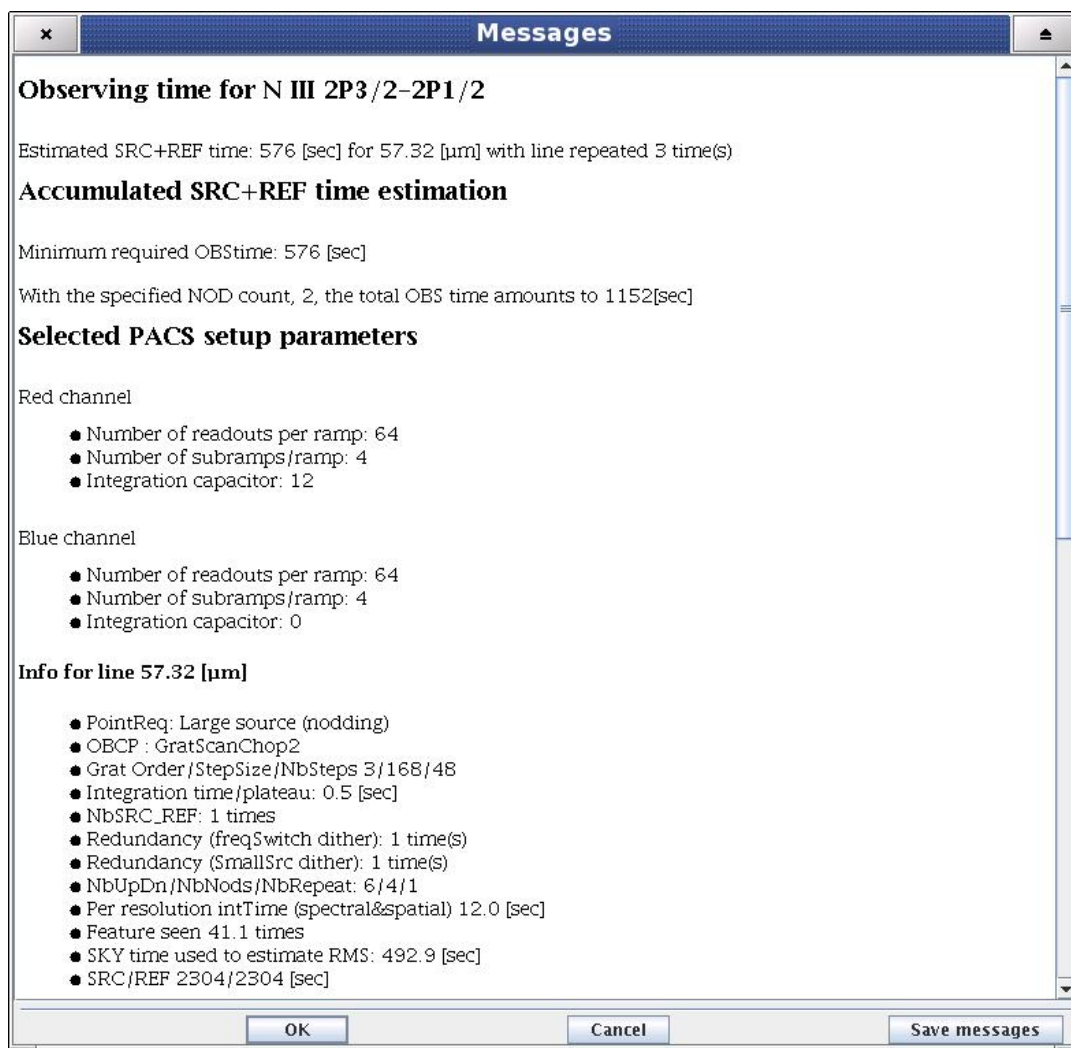 Messages
Observing time for N III 2P3/2-2P1/2
Estimated SRC+REF time: 576 [sec] for 57.32 [µm] with line repeated 3 time(s)
Accumulated SRC+REF time estimation
Minimum required OBStime: 576 [sec]
With the specified NOD count, 2, the total OBS time amounts to 1152[sec]
Selected PACS setup parameters
Red channel
● Number of readouts per ramp: 64
● Number of subramps/ramp: 4
● Integration capacitor: 12
Blue channel
● Number of readouts per ramp: 64
● Number of subramps/ramp: 4
● Integration capacitor: 0
Info for line 57.32 [µm]
● PointReq: Large source (nodding)
● OBCP : GratScanChop2
● Grat Order/StepSize/NbSteps 3/168/48
● Integration time/plateau: 0.5 [sec]
● NbSRC_REF: 1 times
● Redundancy (freqSwitch dither): 1 time(s)
● Redundancy (SmallSrc dither): 1 time(s)
● NbUpDn/NbNods/NbRepeat: 6/4/1
● Per resolution intTime (spectral&spatial) 12.0 [sec]
● Feature seen 41.1 times
● SKY time used to estimate RMS: 492.9 [sec]
● SRC/REF 2304/2304 [sec]
OK Cancel Save messages